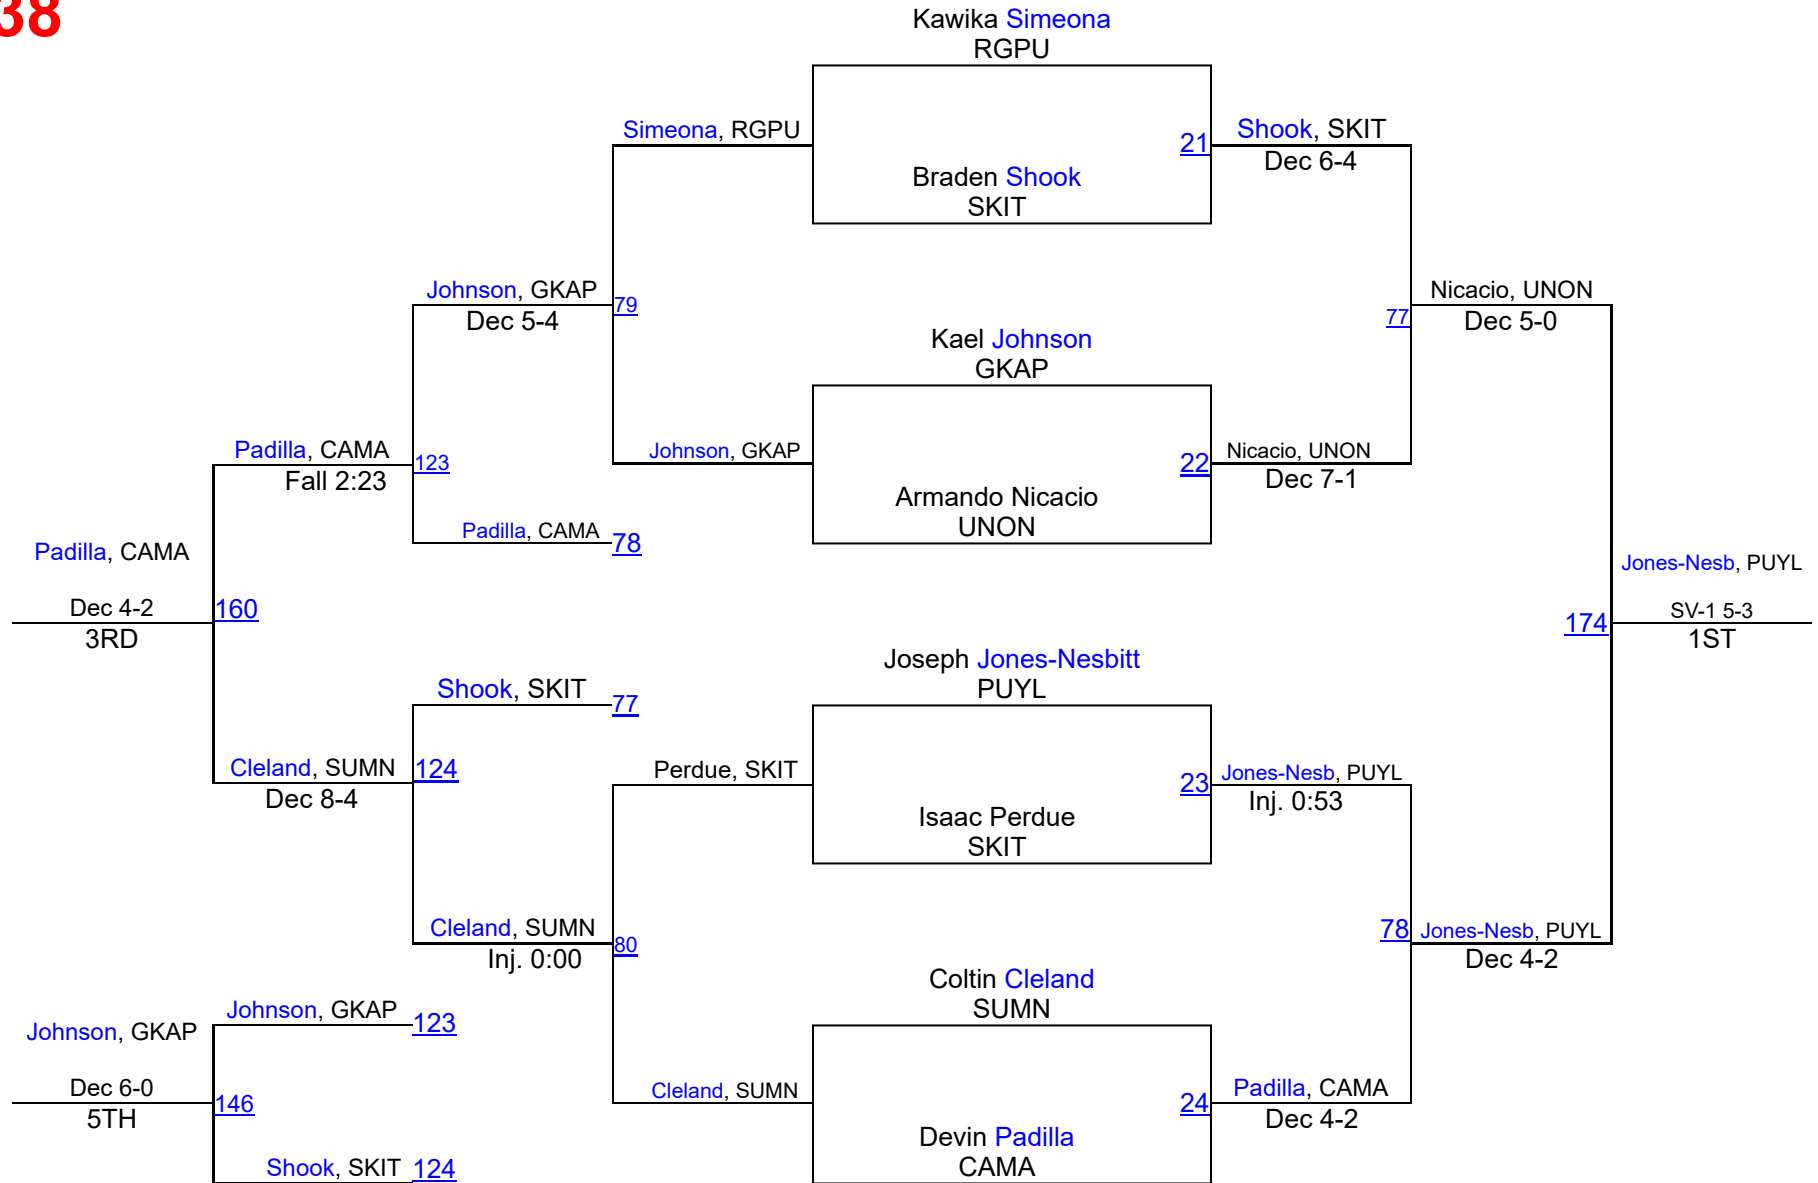 38
Kawika Simeona
RGPU
Simeona, RGPU
21
Shook, SKIT
Dec 6-4
Braden Shook
SKIT
Johnson, GKAP
Dec 5-4
79
77
Nicacio, UNON
Dec 5-0
Kael Johnson
GKAP
Padilla, CAMA
Fall 2:23
123
Johnson, GKAP
22
Nicacio, UNON
Dec 7-1
Armando Nicacio
UNON
Padilla, CAMA
78
Padilla, CAMA
Dec 4-2
3RD
160
Jones-Nesb, PUYL
SV-1 5-3
1ST
174
Joseph Jones-Nesbitt
PUYL
Shook, SKIT
77
Cleland, SUMN
Dec 8-4
124
Perdue, SKIT
23
Jones-Nesb, PUYL
Inj. 0:53
Isaac Perdue
SKIT
Cleland, SUMN
Inj. 0:00
80
78
Jones-Nesb, PUYL
Dec 4-2
Coltin Cleland
SUMN
Johnson, GKAP
123
Johnson, GKAP
Dec 6-0
5TH
146
Cleland, SUMN
24
Padilla, CAMA
Dec 4-2
Devin Padilla
CAMA
Shook, SKIT
124